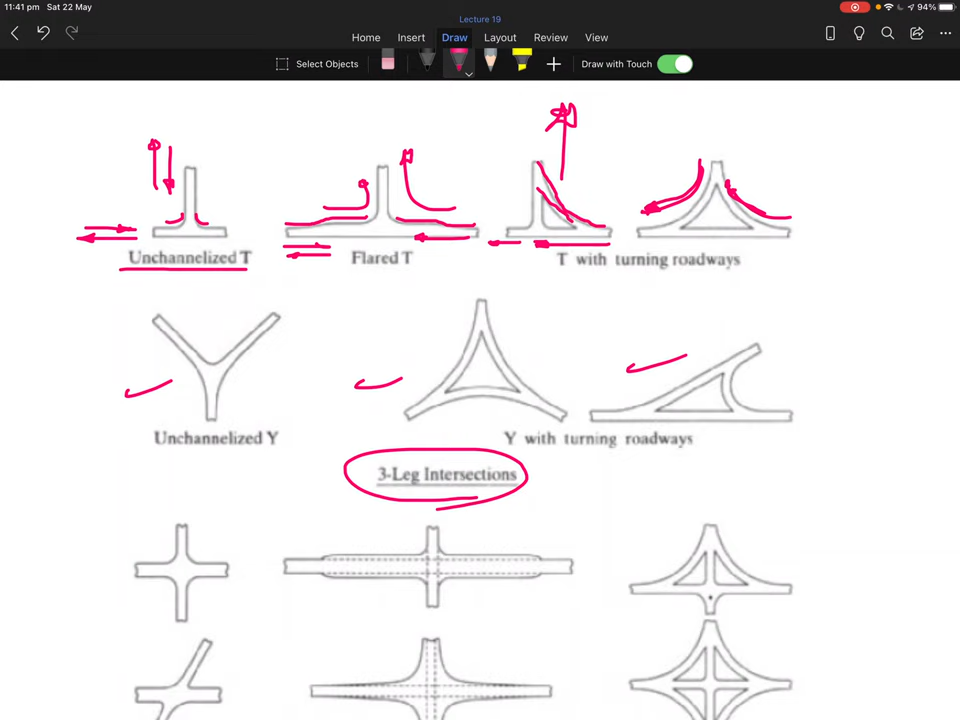 11:41 pm Sat 22 May
94%
Lecture 19
Home Insert Draw Layout Review View
Select Objects
Draw with Touch
Unchannelized T
Flared T
T with turning roadways
Unchannelized Y
Y with turning roadways
3-Leg Intersections